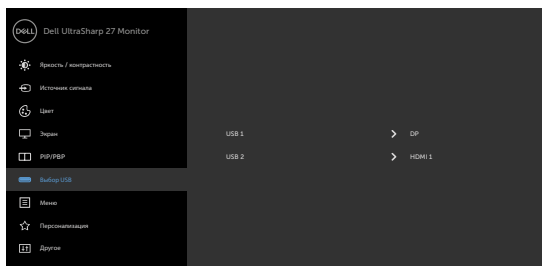 DELL Dell UltraSharp 27 Monitor
Яркость / контрастность
Источник сигнала
Цвет
Экран
USB 1 DP
PIP/PBP
USB 2 HDMI 1
Выбор USB
Меню
Персонализация
Другое